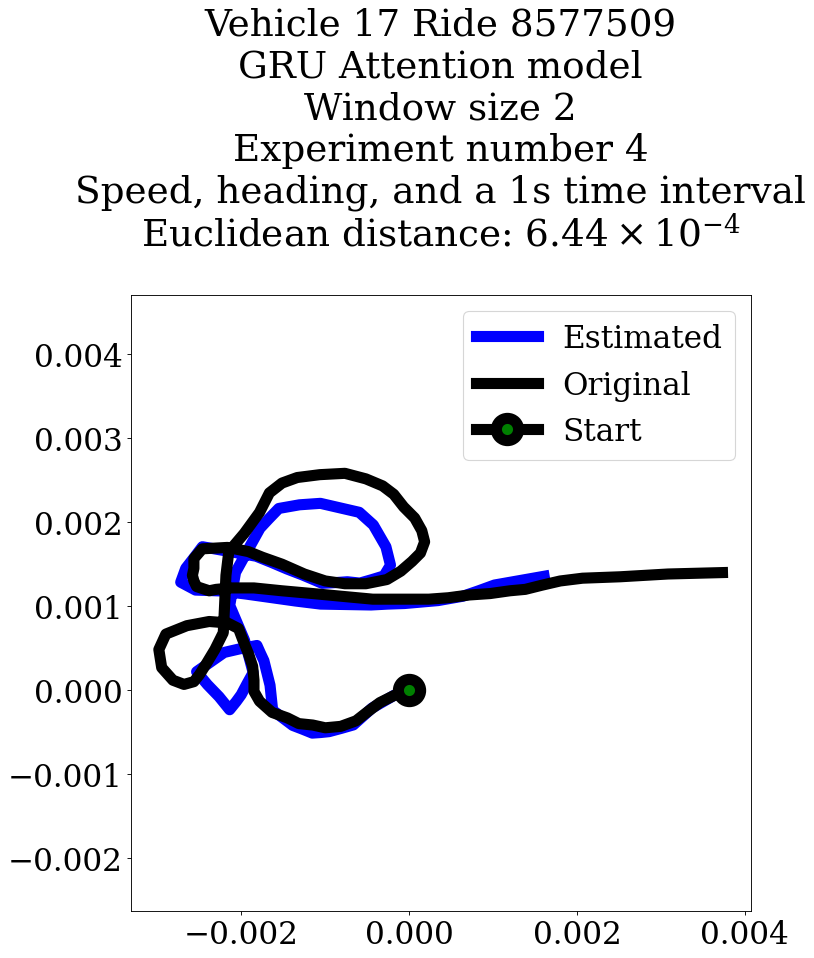 Vehicle 17 Ride 8577509
GRU Attention model
Window size 2
Experiment number 4
Speed, heading, and a 1s time interval
Euclidean distance: 6.44 × 10⁻⁴
Estimated
Original
Start
0.004
0.003
0.002
0.001
0.000
−0.001
−0.002
−0.002 0.000 0.002 0.004